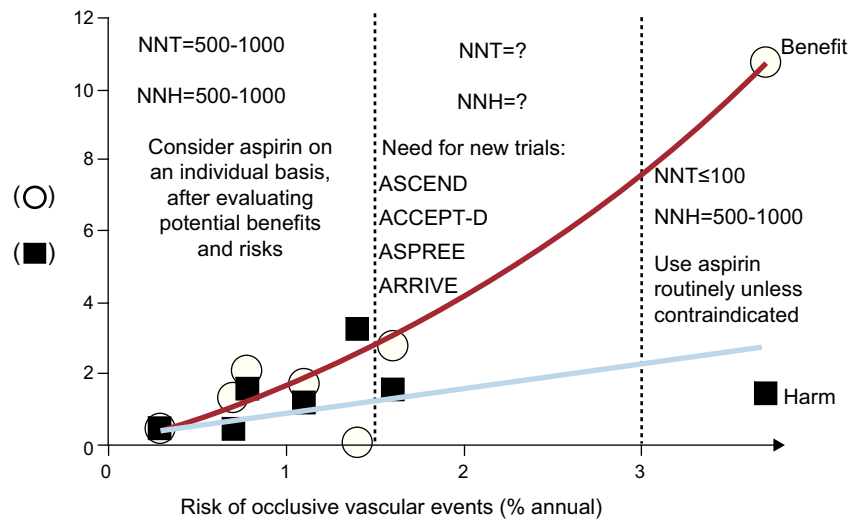 12
10
8
6
4
2
0
( )
( )
NNT=500-1000
NNH=500-1000
Consider aspirin on
an individual basis,
after evaluating
potential benefits
and risks
NNT=?
NNH=?
Need for new trials:
ASCEND
ACCEPT-D
ASPREE
ARRIVE
Benefit
NNT≤100
NNH=500-1000
Use aspirin
routinely unless
contraindicated
Harm
0
1
2
3
Risk of occlusive vascular events (% annual)